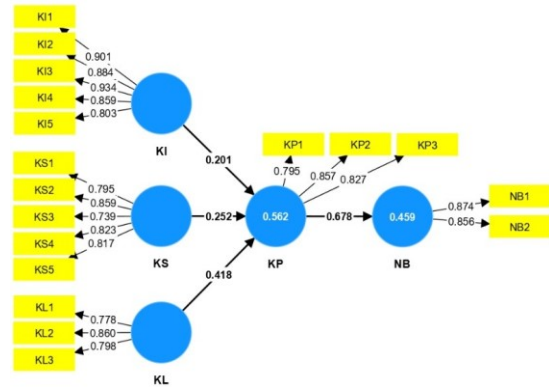 KI1
KI2
KI3
KI4
KI5
0.901
0.884
0.934
0.859
0.803
KI
0.201
KP1
KP2
KP3
0.795
0.857
0.827
KS1
KS2
KS3
KS4
KS5
0.795
0.859
0.739
0.823
0.817
KS
0.252
0.562
KP
0.678
0.459
NB
0.874
0.856
NB1
NB2
0.418
KL1
KL2
KL3
0.778
0.860
0.798
KL